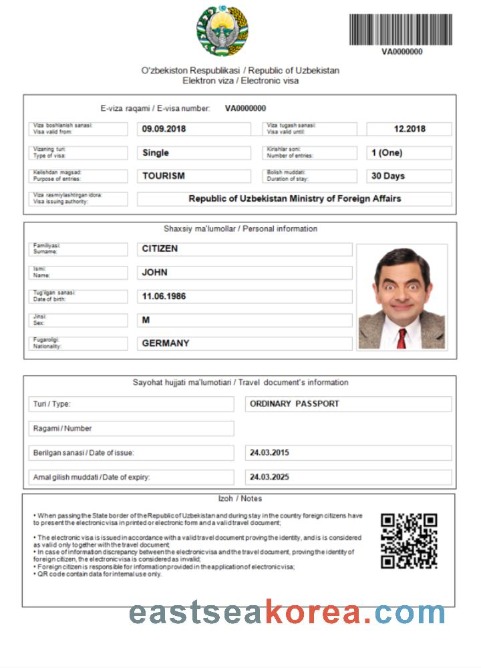 VA0000000
O'zbekiston Respublikasi / Republic of Uzbekistan
Elektron viza / Electronic visa
E-viza raqami / E-visa number: VA0000000
Viza boshlanish sanasi: 09.09.2018 Viza tugash sanasi: 12.2018
Visa valid from: Visa valid until:
Vizaning turi: Single Kirishlar soni: 1 (One)
Type of visa: Number of entries:
Kelishdan maqsad: TOURISM Bolish muddati: 30 Days
Purpose of entries: Duration of stay:
Viza rasmiylashtirgan idora: Republic of Uzbekistan Ministry of Foreign Affairs
Visa issuing authority:
Shaxsiy ma'lumollar / Personal information
Familiyasi: CITIZEN
Surname:
Ismi: JOHN
Name:
Tug'ilgan sanasi: 11.06.1986
Date of birth:
Jinsi: M
Sex:
Fuqaroligi: GERMANY
Nationality:
Sayohat hujjati ma'lumotiari / Travel document's information
Turi / Type: ORDINARY PASSPORT
Ragami / Number
Berilgan sanasi / Date of issue: 24.03.2015
Amal gilish muddati / Date of expiry: 24.03.2025
Izoh / Notes
• When passing the State border of the Republic of Uzbekistan and during stay in the country foreign citizens have
to present the electronic visa in printed or electronic form and a valid travel document;
• The electronic visa is issued in accordance with a valid travel document proving the identity, and is is considered
as valid only together with the travel document;
• In case of information discrepancy between the electronic visa and the travel document, proving the identity of
foreign citizen, the electronic visa is considered as invalid;
• Foreign citizen is responsible for information provided in the application of electronic visa;
• QR code contain data for internal use only.
eastseakorea.com